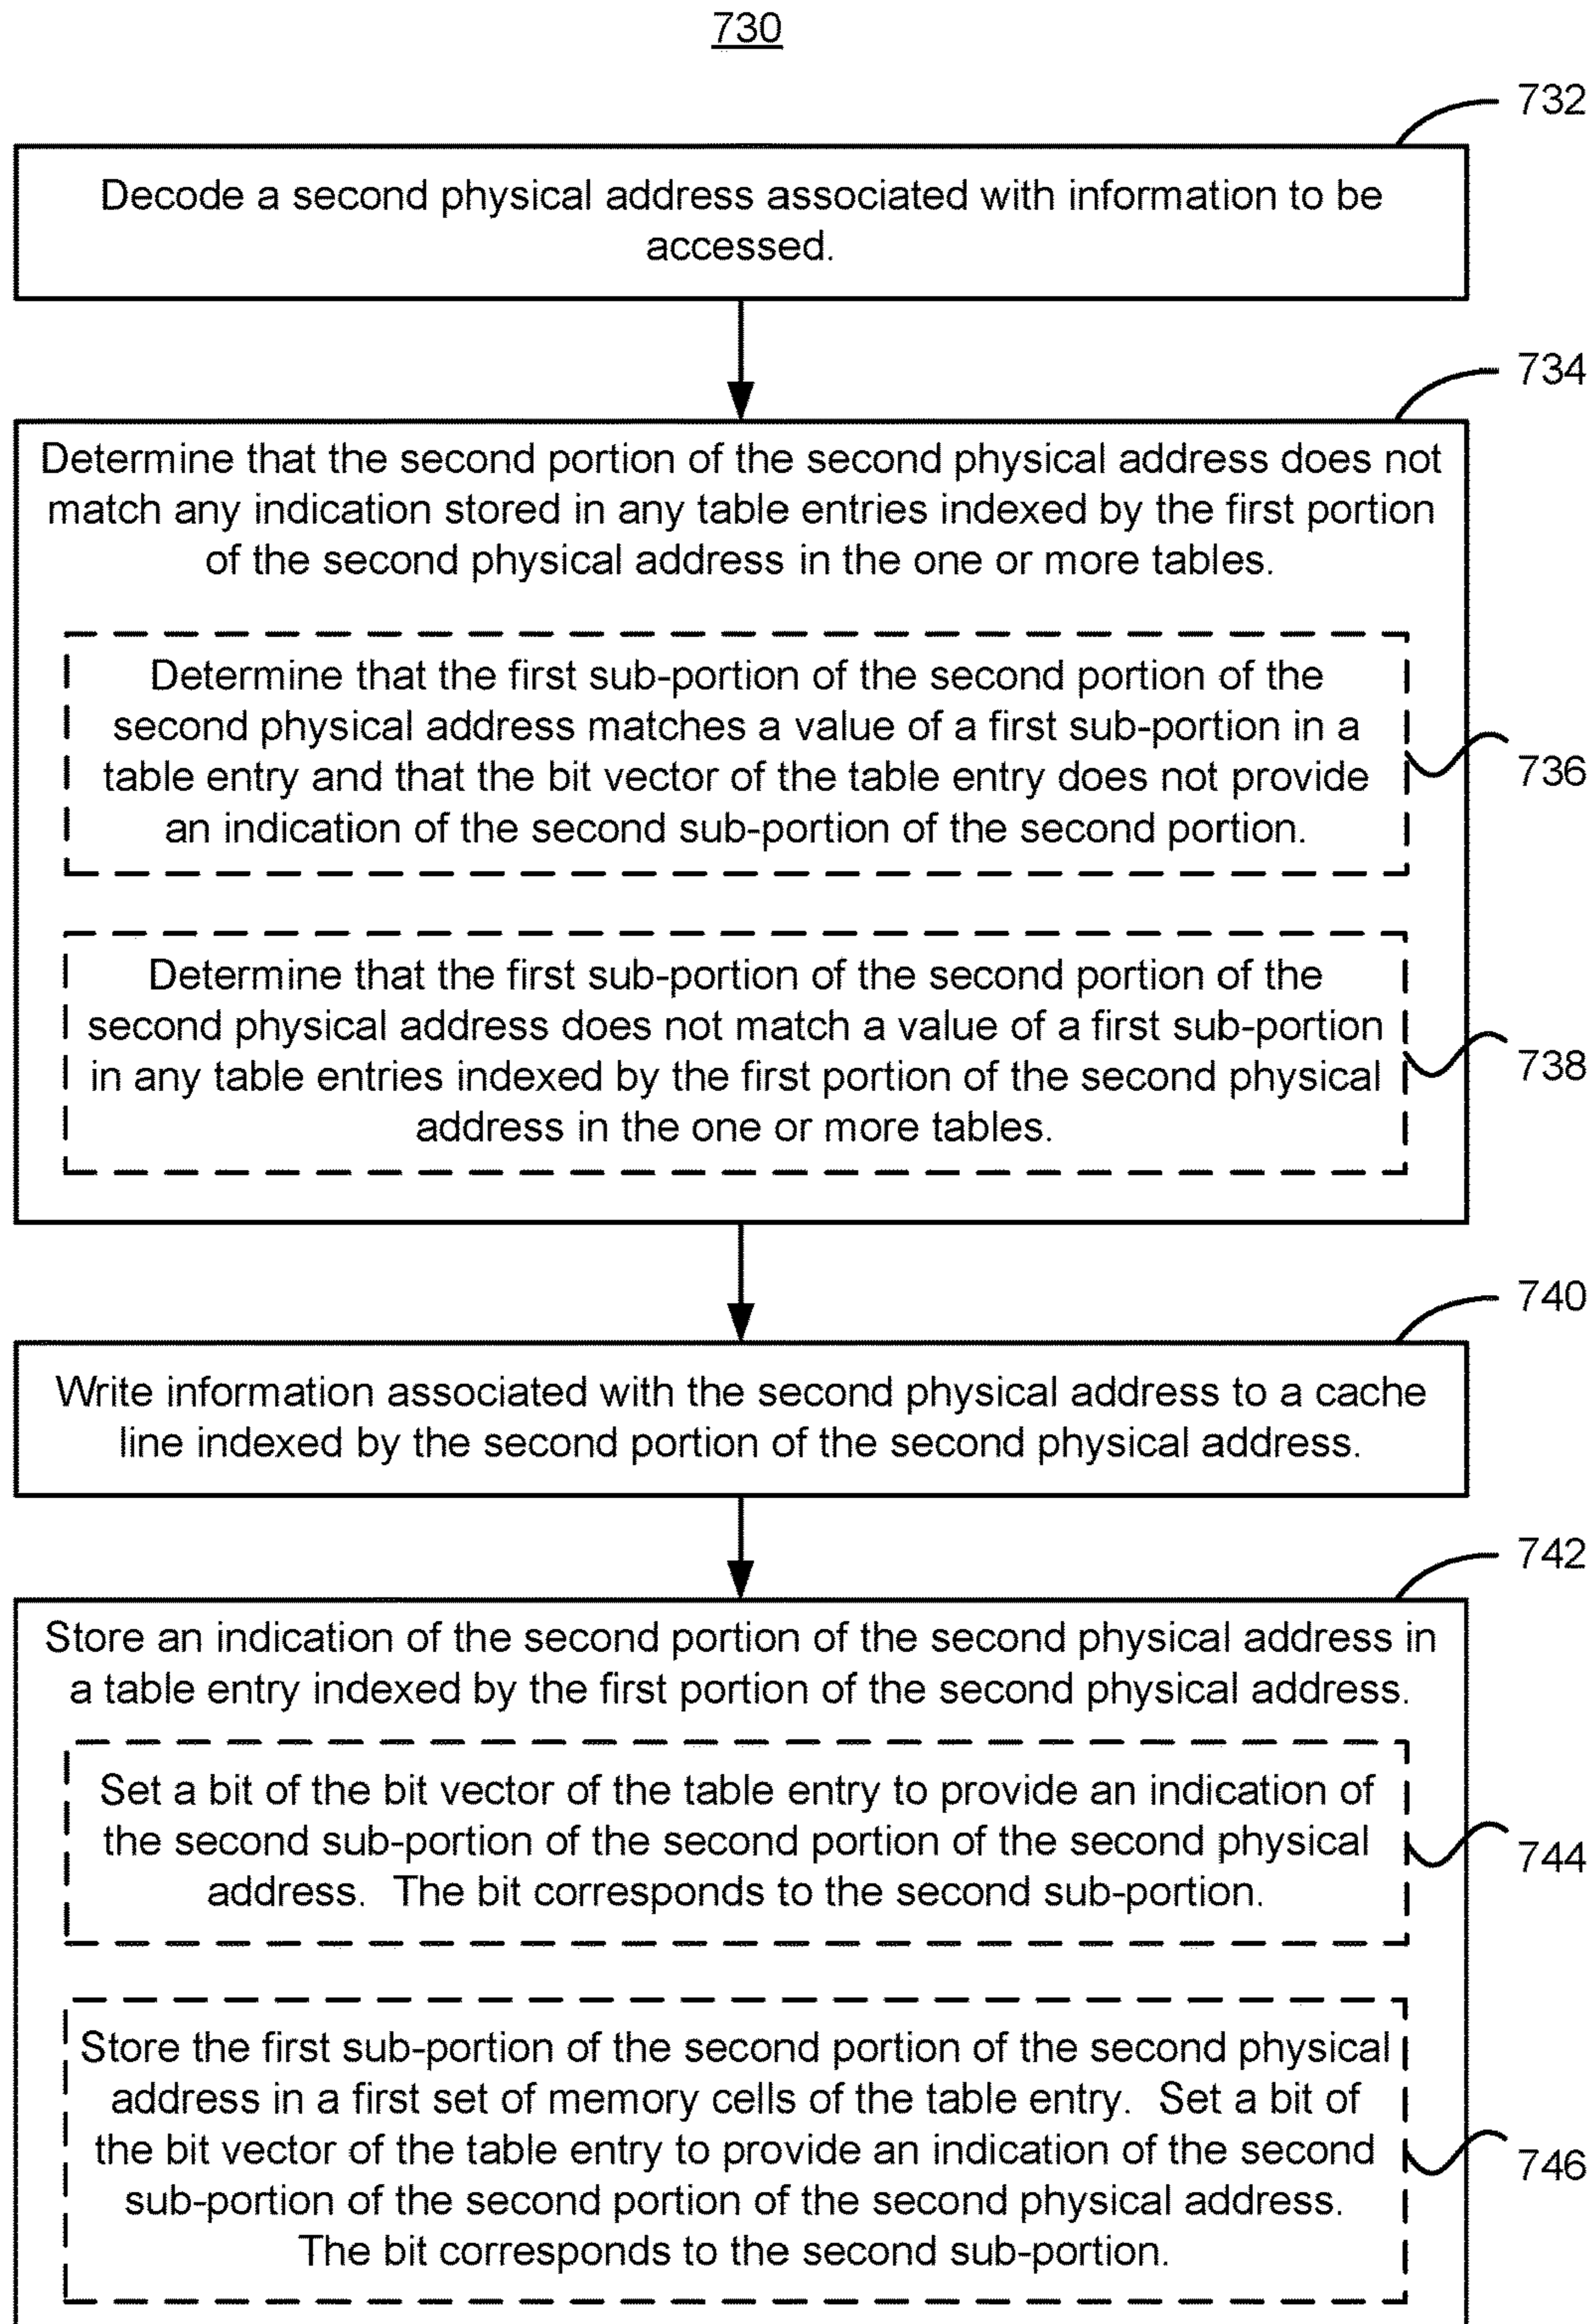 730
732
Decode a second physical address associated with information to be
accessed.
734
Determine that the second portion of the second physical address does not
match any indication stored in any table entries indexed by the first portion
of the second physical address in the one or more tables.
Determine that the first sub-portion of the second portion of the
second physical address matches a value of a first sub-portion in a
table entry and that the bit vector of the table entry does not provide
an indication of the second sub-portion of the second portion.
736
Determine that the first sub-portion of the second portion of the
second physical address does not match a value of a first sub-portion
in any table entries indexed by the first portion of the second physical
address in the one or more tables.
738
740
Write information associated with the second physical address to a cache
line indexed by the second portion of the second physical address.
742
Store an indication of the second portion of the second physical address in
a table entry indexed by the first portion of the second physical address.
Set a bit of the bit vector of the table entry to provide an indication of
the second sub-portion of the second portion of the second physical
address.  The bit corresponds to the second sub-portion.
744
Store the first sub-portion of the second portion of the second physical
address in a first set of memory cells of the table entry.  Set a bit of
the bit vector of the table entry to provide an indication of the second
sub-portion of the second portion of the second physical address.
The bit corresponds to the second sub-portion.
746